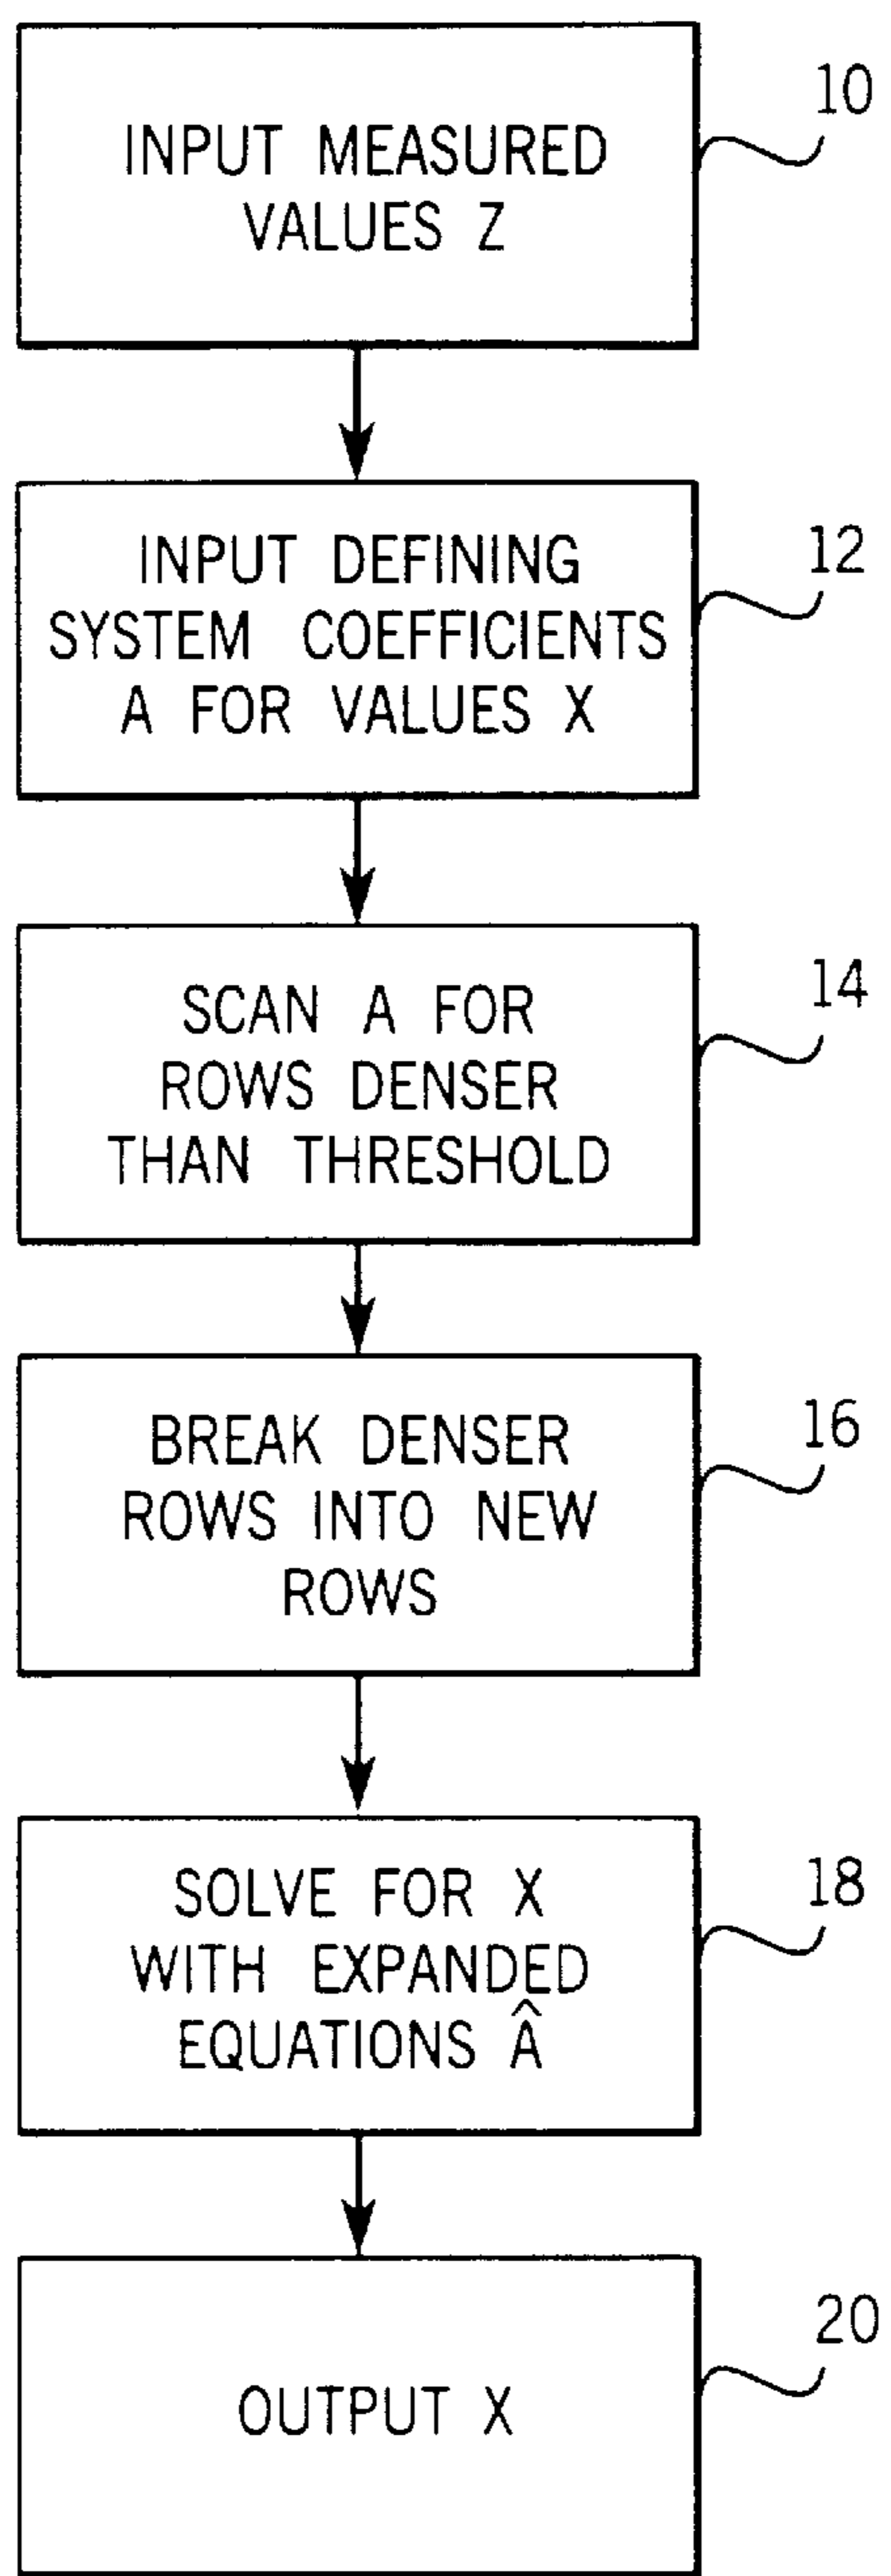 10
INPUT MEASURED
VALUES Z
12
INPUT DEFINING
SYSTEM COEFFICIENTS
A FOR VALUES X
14
SCAN A FOR
ROWS DENSER
THAN THRESHOLD
16
BREAK DENSER
ROWS INTO NEW
ROWS
18
SOLVE FOR X
WITH EXPANDED
EQUATIONS Â
20
OUTPUT X